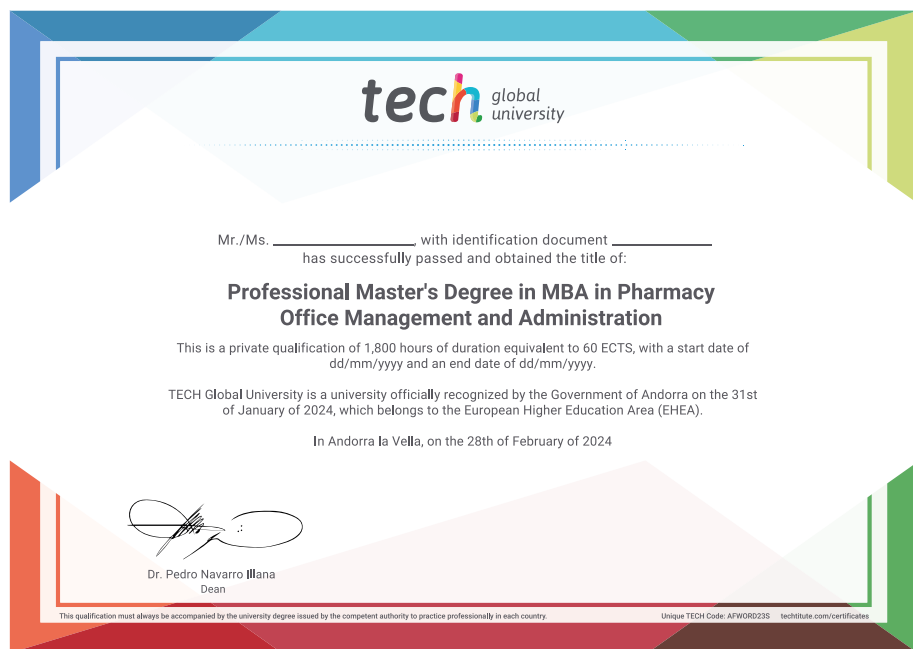 tech global
university
Mr./Ms. ____________, with identification document ____________
has successfully passed and obtained the title of:
Professional Master's Degree in MBA in Pharmacy
Office Management and Administration
This is a private qualification of 1,800 hours of duration equivalent to 60 ECTS, with a start date of
dd/mm/yyyy and an end date of dd/mm/yyyy.
TECH Global University is a university officially recognized by the Government of Andorra on the 31st
of January of 2024, which belongs to the European Higher Education Area (EHEA).
In Andorra la Vella, on the 28th of February of 2024
Dr. Pedro Navarro Illana
Dean
This qualification must always be accompanied by the university degree issued by the competent authority to practice professionally in each country.
Unique TECH Code: AFWORD23S techtitute.com/certificates